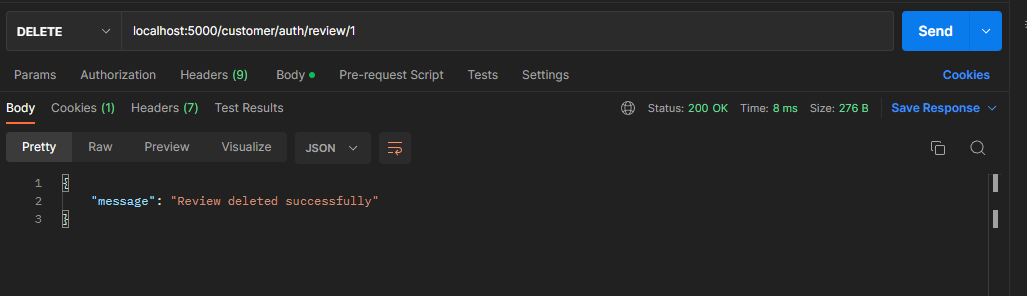 DELETE localhost:5000/customer/auth/review/1 Send
Params Authorization Headers (9) Body Pre-request Script Tests Settings Cookies
Body Cookies (1) Headers (7) Test Results Status: 200 OK Time: 8 ms Size: 276 B Save Response
Pretty Raw Preview Visualize JSON
1 {
2 "message": "Review deleted successfully"
3 }